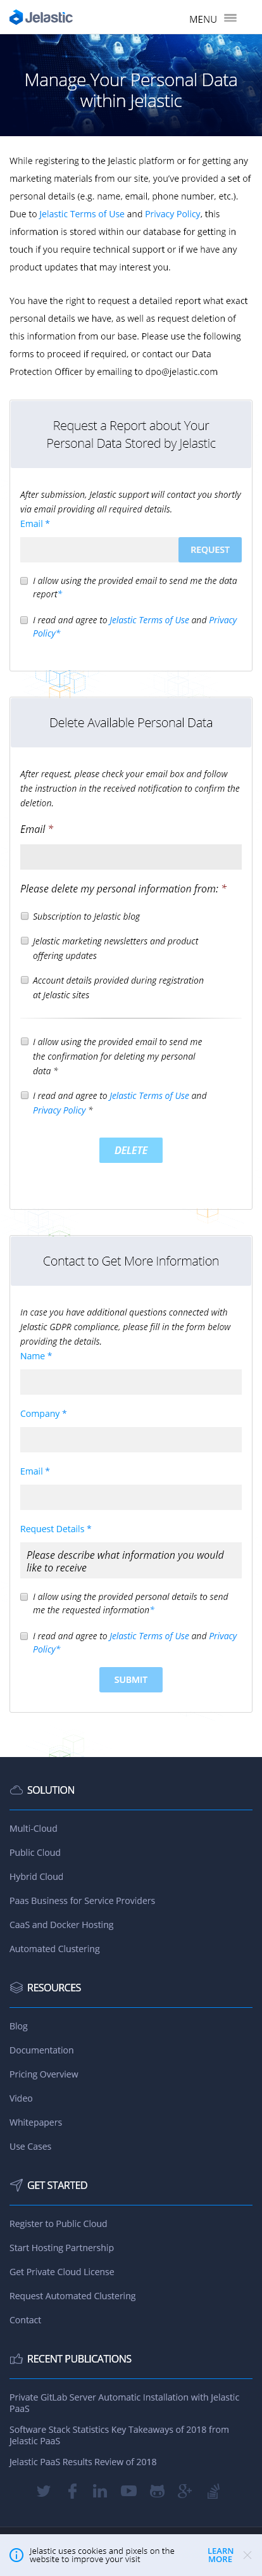 Jelastic
MENU
Manage Your Personal Data
within Jelastic
While registering to the Jelastic platform or for getting any
marketing materials from our site, you've provided a set of
personal details (e.g. name, email, phone number, etc.).
Due to Jelastic Terms of Use and Privacy Policy, this
information is stored within our database for getting in
touch if you require technical support or if we have any
product updates that may interest you.
You have the right to request a detailed report what exact
personal details we have, as well as request deletion of
this information from our base. Please use the following
forms to proceed if required, or contact our Data
Protection Officer by emailing to dpo@jelastic.com
Request a Report about Your
Personal Data Stored by Jelastic
After submission, Jelastic support will contact you shortly
via email providing all required details.
Email *
REQUEST
I allow using the provided email to send me the data
report*
I read and agree to Jelastic Terms of Use and Privacy
Policy*
Delete Available Personal Data
After request, please check your email box and follow
the instruction in the received notification to confirm the
deletion.
Email *
Please delete my personal information from: *
Subscription to Jelastic blog
Jelastic marketing newsletters and product
offering updates
Account details provided during registration
at Jelastic sites
I allow using the provided email to send me
the confirmation for deleting my personal
data *
I read and agree to Jelastic Terms of Use and
Privacy Policy *
DELETE
Contact to Get More Information
In case you have additional questions connected with
Jelastic GDPR compliance, please fill in the form below
providing the details.
Name *
Company *
Email *
Request Details *
Please describe what information you would
like to receive
I allow using the provided personal details to send
me the requested information*
I read and agree to Jelastic Terms of Use and Privacy
Policy*
SUBMIT
SOLUTION
Multi-Cloud
Public Cloud
Hybrid Cloud
Paas Business for Service Providers
CaaS and Docker Hosting
Automated Clustering
RESOURCES
Blog
Documentation
Pricing Overview
Video
Whitepapers
Use Cases
GET STARTED
Register to Public Cloud
Start Hosting Partnership
Get Private Cloud License
Request Automated Clustering
Contact
RECENT PUBLICATIONS
Private GitLab Server Automatic Installation with Jelastic
PaaS
Software Stack Statistics Key Takeaways of 2018 from
Jelastic PaaS
Jelastic PaaS Results Review of 2018
Jelastic uses cookies and pixels on the
website to improve your visit
LEARN
MORE